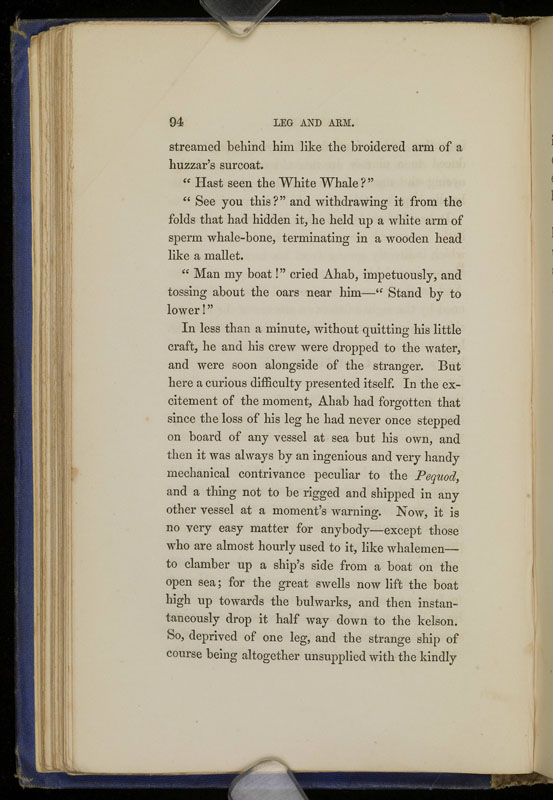 94 LEG AND ARM.
streamed behind him like the broidered arm of a
huzzar's surcoat.
“ Hast seen the White Whale?”
“ See you this?” and withdrawing it from the
folds that had hidden it, he held up a white arm of
sperm whale-bone, terminating in a wooden head
like a mallet.
“ Man my boat!” cried Ahab, impetuously, and
tossing about the oars near him—“ Stand by to
lower!”
In less than a minute, without quitting his little
craft, he and his crew were dropped to the water,
and were soon alongside of the stranger. But
here a curious difficulty presented itself. In the ex-
citement of the moment, Ahab had forgotten that
since the loss of his leg he had never once stepped
on board of any vessel at sea but his own, and
then it was always by an ingenious and very handy
mechanical contrivance peculiar to the Pequod,
and a thing not to be rigged and shipped in any
other vessel at a moment's warning. Now, it is
no very easy matter for anybody—except those
who are almost hourly used to it, like whalemen—
to clamber up a ship's side from a boat on the
open sea; for the great swells now lift the boat
high up towards the bulwarks, and then instan-
taneously drop it half way down to the kelson.
So, deprived of one leg, and the strange ship of
course being altogether unsupplied with the kindly